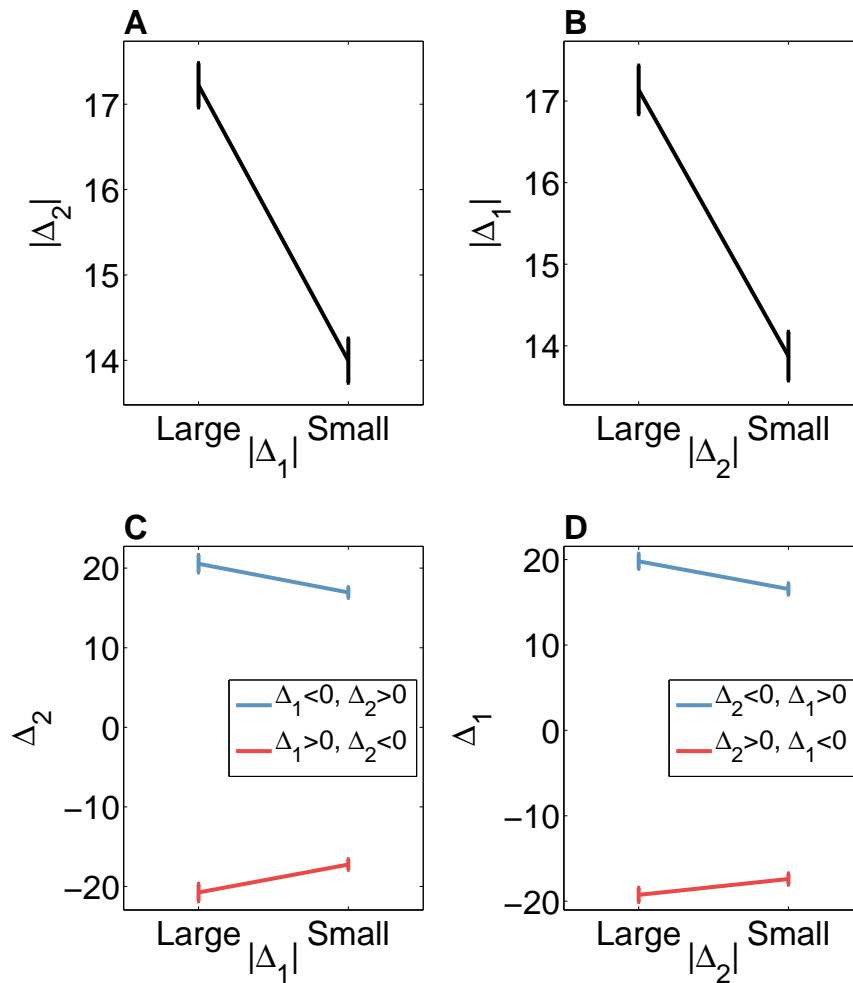 A
17
16
15
14
|Δ₂|
Large Small
|Δ₁|
B
17
16
15
14
|Δ₁|
Large Small
|Δ₂|
C
20
10
0
−10
−20
Δ₂
Δ₁<0, Δ₂>0
Δ₁>0, Δ₂<0
Large Small
|Δ₁|
D
20
10
0
−10
−20
Δ₁
Δ₂<0, Δ₁>0
Δ₂>0, Δ₁<0
Large Small
|Δ₂|